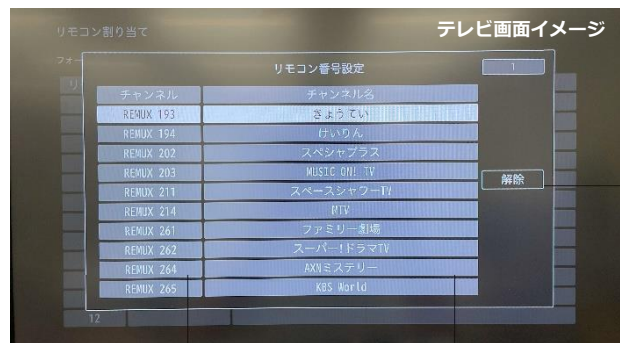 テレビ画面イメージ
リモコン割り当て
フォー
リ
リモコン番号設定 1
チャンネル チャンネル名
REMUX 193 きょうてい
REMUX 194 けいりん
REMUX 202 スペシャプラス
REMUX 203 MUSIC ON! TV
REMUX 211 スペースシャワーTV
REMUX 214 MTV
REMUX 261 ファミリー劇場
REMUX 262 スーパー!ドラマTV
REMUX 264 AXNミステリー
REMUX 265 KBS World
解除
12